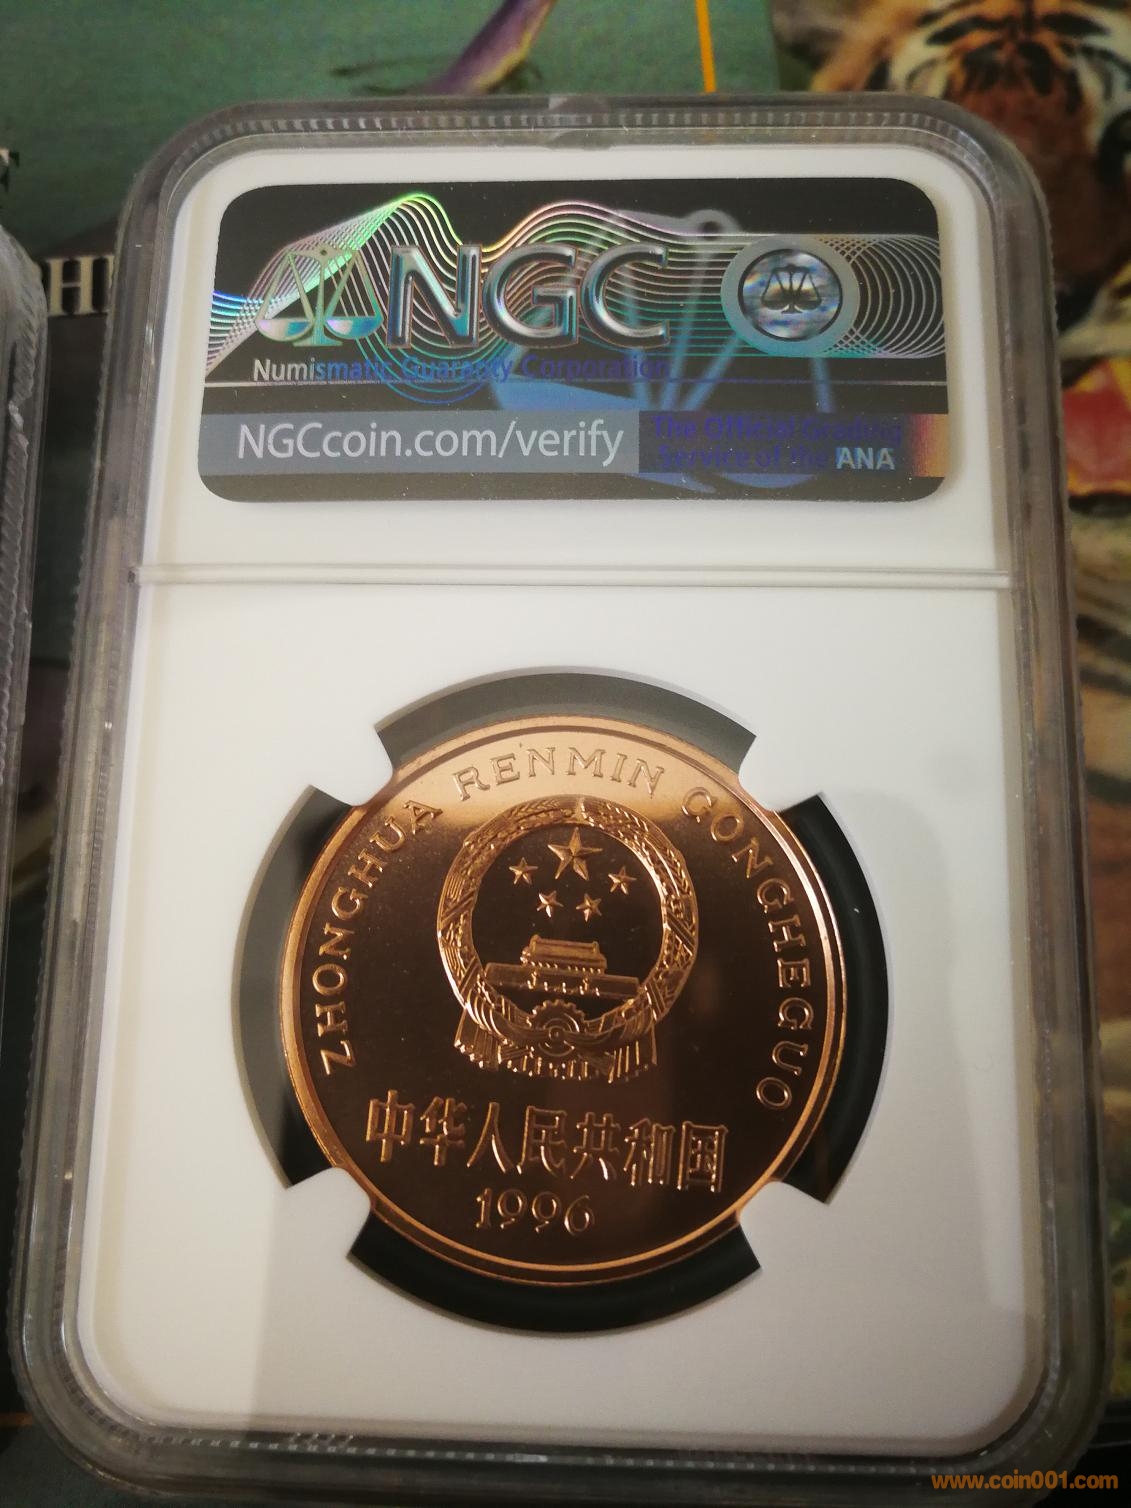 NGC
Numismatic Guaranty Corporation
NGCcoin.com/verify
The Official Grading
Service of the ANA
ZHONGHUA RENMIN GONGHEGUO
中华人民共和国
1996
www.coin001.com